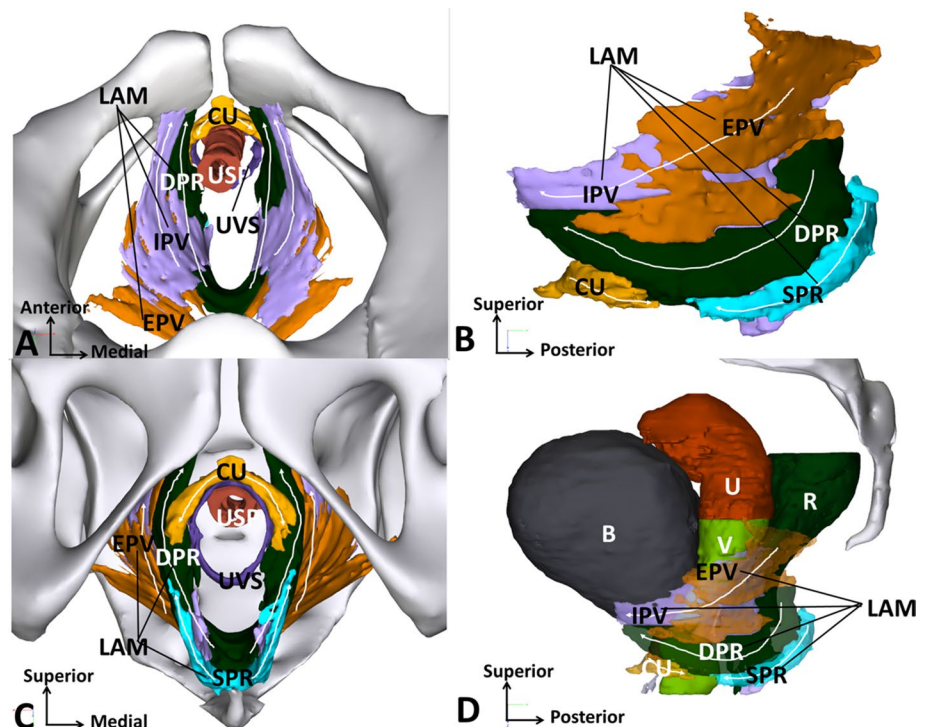 LAM
CU
DPR
USP
UVS
IPV
EPV
Anterior
A
Medial
LAM
EPV
IPV
DPR
CU
SPR
Superior
B
Posterior
CU
USP
EPV
DPR
UVS
LAM
SPR
Superior
C
Medial
U
R
B
V
EPV
IPV
LAM
DPR
CU
SPR
Superior
D
Posterior